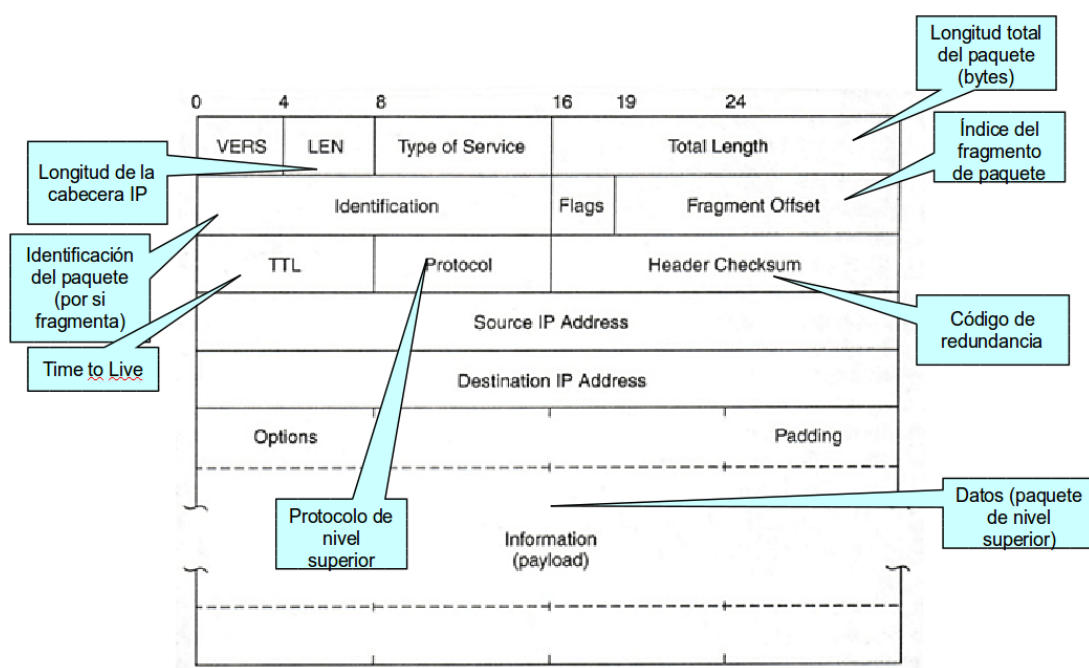 Longitud total
del paquete
(bytes)
0 4 8 16 19 24
VERS LEN Type of Service Total Length
Longitud de la
cabecera IP
Índice del
fragmento
de paquete
Identification Flags Fragment Offset
Identificación
del paquete
(por si
fragmenta)
TTL Protocol Header Checksum
Source IP Address
Código de
redundancia
Time to Live
Destination IP Address
Options Padding
Protocolo de
nivel
superior
Datos (paquete
de nivel
superior)
Information
(payload)